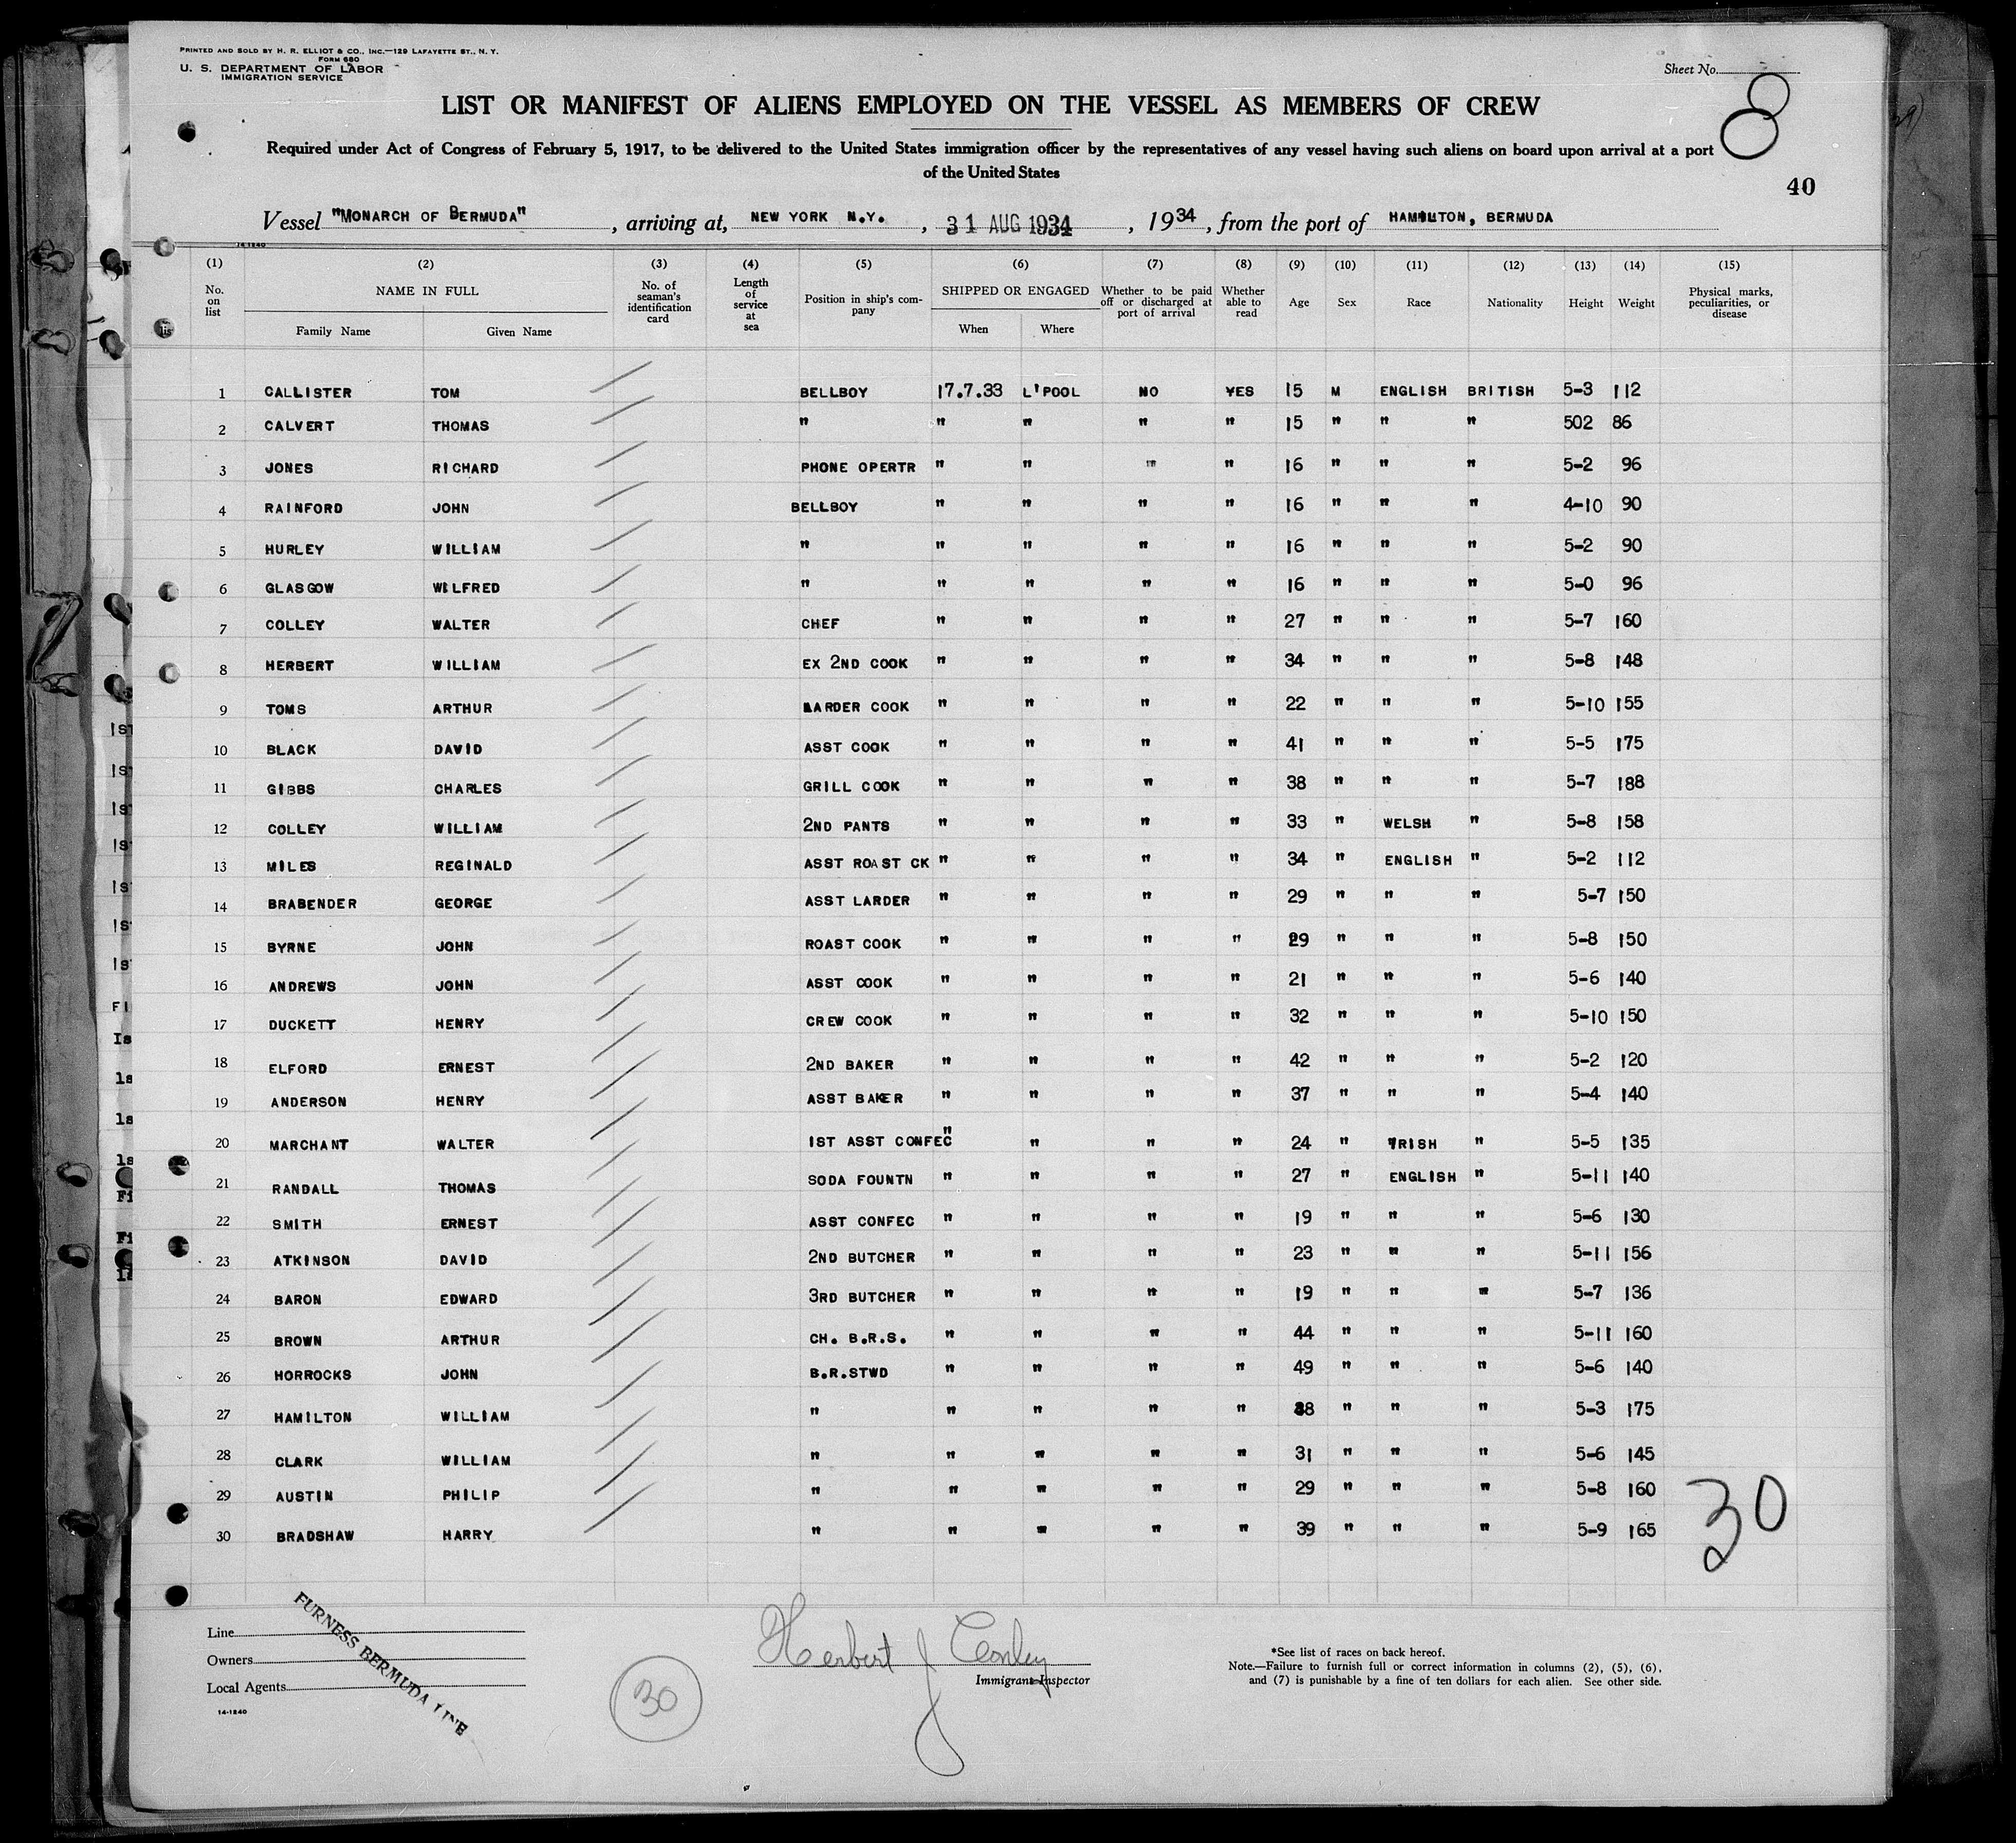 PRINTED AND SOLD BY H. R. ELLIOT & CO., INC.—129 LAFAYETTE ST., N. Y.
FORM 680
U. S. DEPARTMENT OF LABOR
IMMIGRATION SERVICE
Sheet No.
8
LIST OR MANIFEST OF ALIENS EMPLOYED ON THE VESSEL AS MEMBERS OF CREW
Required under Act of Congress of February 5, 1917, to be delivered to the United States immigration officer by the representatives of any vessel having such aliens on board upon arrival at a port
of the United States
40
Vessel "MONARCH OF BERMUDA", arriving at, NEW YORK N.Y., 31 AUG 1934, 1934, from the port of HAMILTON, BERMUDA
14-1240
(1) (2) (3) (4) (5) (6) (7) (8) (9) (10) (11) (12) (13) (14) (15)
No. on list NAME IN FULL Family Name Given Name No. of seaman's identification card Length of service at sea Position in ship's company SHIPPED OR ENGAGED When Where Whether to be paid off or discharged at port of arrival Whether able to read Age Sex Race Nationality Height Weight Physical marks, peculiarities, or disease
1 CALLISTER TOM BELLBOY 17.7.33 L'POOL NO YES 15 M ENGLISH BRITISH 5-3 112
2 CALVERT THOMAS " " " " " 15 " " " 502 86
3 JONES RICHARD PHONE OPERTR " " " " 16 " " " 5-2 96
4 RAINFORD JOHN BELLBOY " " " " 16 " " " 4-10 90
5 HURLEY WILLIAM " " " " " 16 " " " 5-2 90
6 GLASGOW WILFRED " " " " " 16 " " " 5-0 96
7 COLLEY WALTER CHEF " " " " 27 " " " 5-7 160
8 HERBERT WILLIAM EX 2ND COOK " " " " 34 " " " 5-8 148
9 TOMS ARTHUR LARDER COOK " " " " 22 " " " 5-10 155
10 BLACK DAVID ASST COOK " " " " 41 " " " 5-5 175
11 GIBBS CHARLES GRILL COOK " " " " 38 " " " 5-7 188
12 COLLEY WILLIAM 2ND PANTS " " " " 33 " WELSH " 5-8 158
13 MILES REGINALD ASST ROAST CK " " " " 34 " ENGLISH " 5-2 112
14 BRABENDER GEORGE ASST LARDER " " " " 29 " " " 5-7 150
15 BYRNE JOHN ROAST COOK " " " " 29 " " " 5-8 150
16 ANDREWS JOHN ASST COOK " " " " 21 " " " 5-6 140
17 DUCKETT HENRY CREW COOK " " " " 32 " " " 5-10 150
18 ELFORD ERNEST 2ND BAKER " " " " 42 " " " 5-2 120
19 ANDERSON HENRY ASST BAKER " " " " 37 " " " 5-4 140
20 MARCHANT WALTER 1ST ASST CONFEC " " " " 24 " IRISH " 5-5 135
21 RANDALL THOMAS SODA FOUNTN " " " " 27 " ENGLISH " 5-11 140
22 SMITH ERNEST ASST CONFEC " " " " 19 " " " 5-6 130
23 ATKINSON DAVID 2ND BUTCHER " " " " 23 " " " 5-11 156
24 BARON EDWARD 3RD BUTCHER " " " " 19 " " " 5-7 136
25 BROWN ARTHUR CH. B.R.S. " " " " 44 " " " 5-11 160
26 HORROCKS JOHN B.R.STWD " " " " 49 " " " 5-6 140
27 HAMILTON WILLIAM " " " " " 38 " " " 5-3 175
28 CLARK WILLIAM " " " " " 31 " " " 5-6 145
29 AUSTIN PHILIP " " " " " 29 " " " 5-8 160
30 BRADSHAW HARRY " " " " " 39 " " " 5-9 165
30
Line
Owners
Local Agents
FURNESS BERMUDA LINE
14-1240
30
Herbert J Conley
Immigrant Inspector
*See list of races on back hereof.
Note.—Failure to furnish full or correct information in columns (2), (5), (6),
and (7) is punishable by a fine of ten dollars for each alien. See other side.